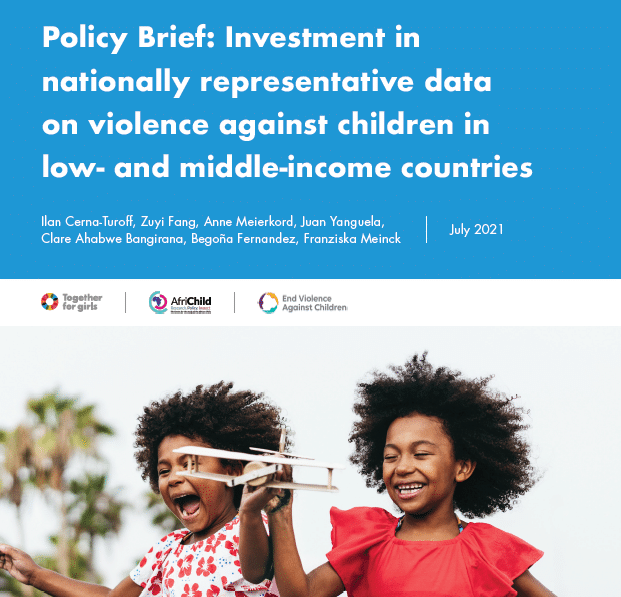 Policy Brief: Investment in
nationally representative data
on violence against children in
low- and middle-income countries
Ilan Cerna-Turoff, Zuyi Fang, Anne Meierkord, Juan Yanguela,
Clare Ahabwe Bangirana, Begoña Fernandez, Franziska Meinck
July 2021
Together
for girls
AfriChild
End Violence
Against Children